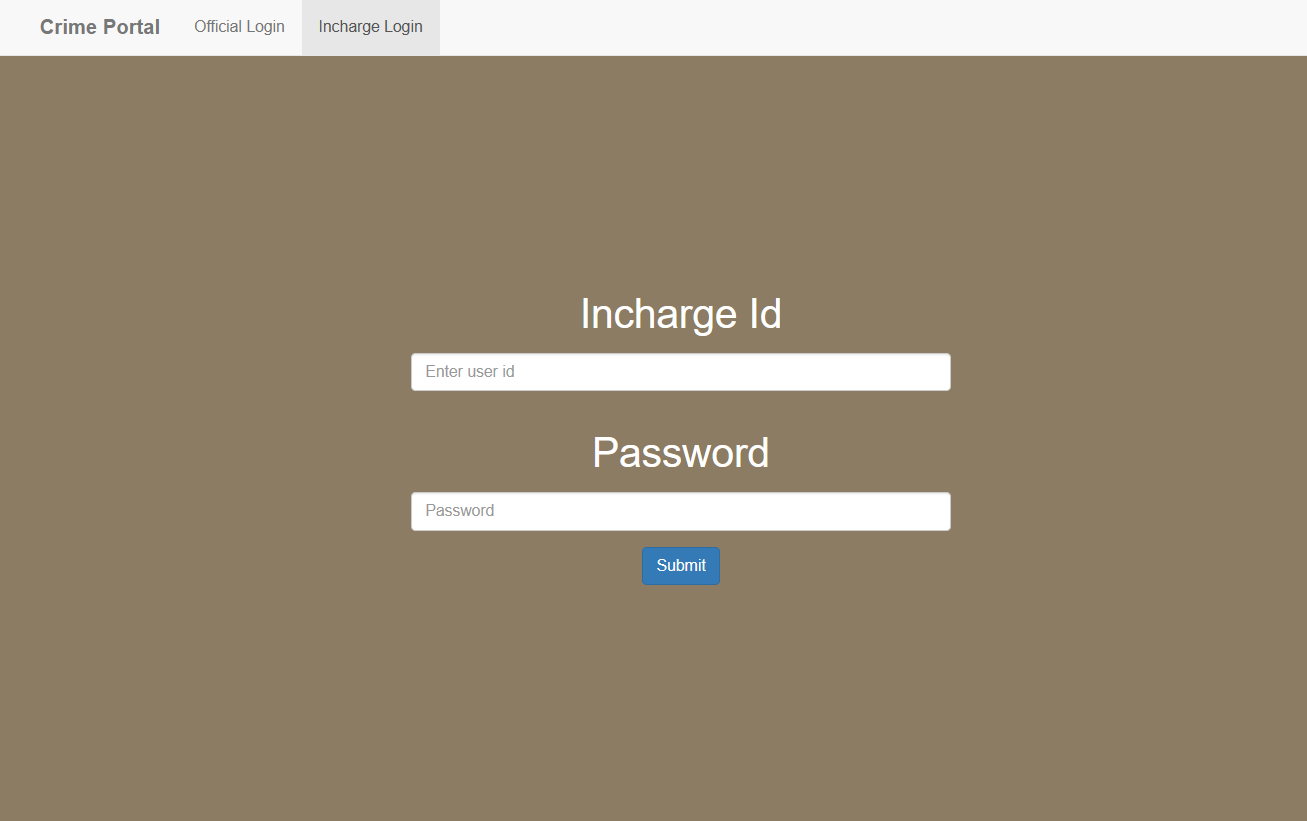 Crime Portal Official Login Incharge Login
Incharge Id
Enter user id
Password
Password
Submit